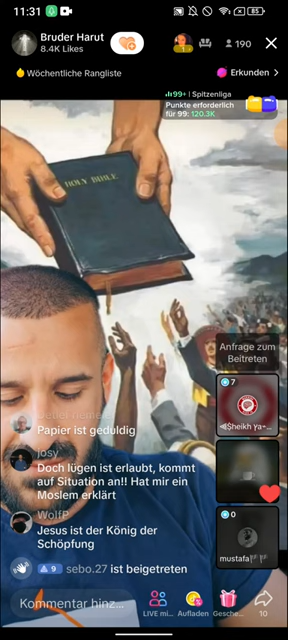 11:31
85
Bruder Harut
8.4K Likes
190
Wöchentliche Rangliste
Erkunden >
99+ | Spitzenliga
Punkte erforderlich
für 99: 120.3K
HOLY BIBLE
Anfrage zum
Beitreten
7
Papier ist geduldig
josy
Doch lügen ist erlaubt, kommt
auf Situation an!! Hat mir ein
Moslem erklärt
0
WolfP
Jesus ist der König der
Schöpfung
mustafa
9 sebo.27 ist beigetreten
Kommentar hinz...
LIVE mi...
Aufladen
Gesche...
10